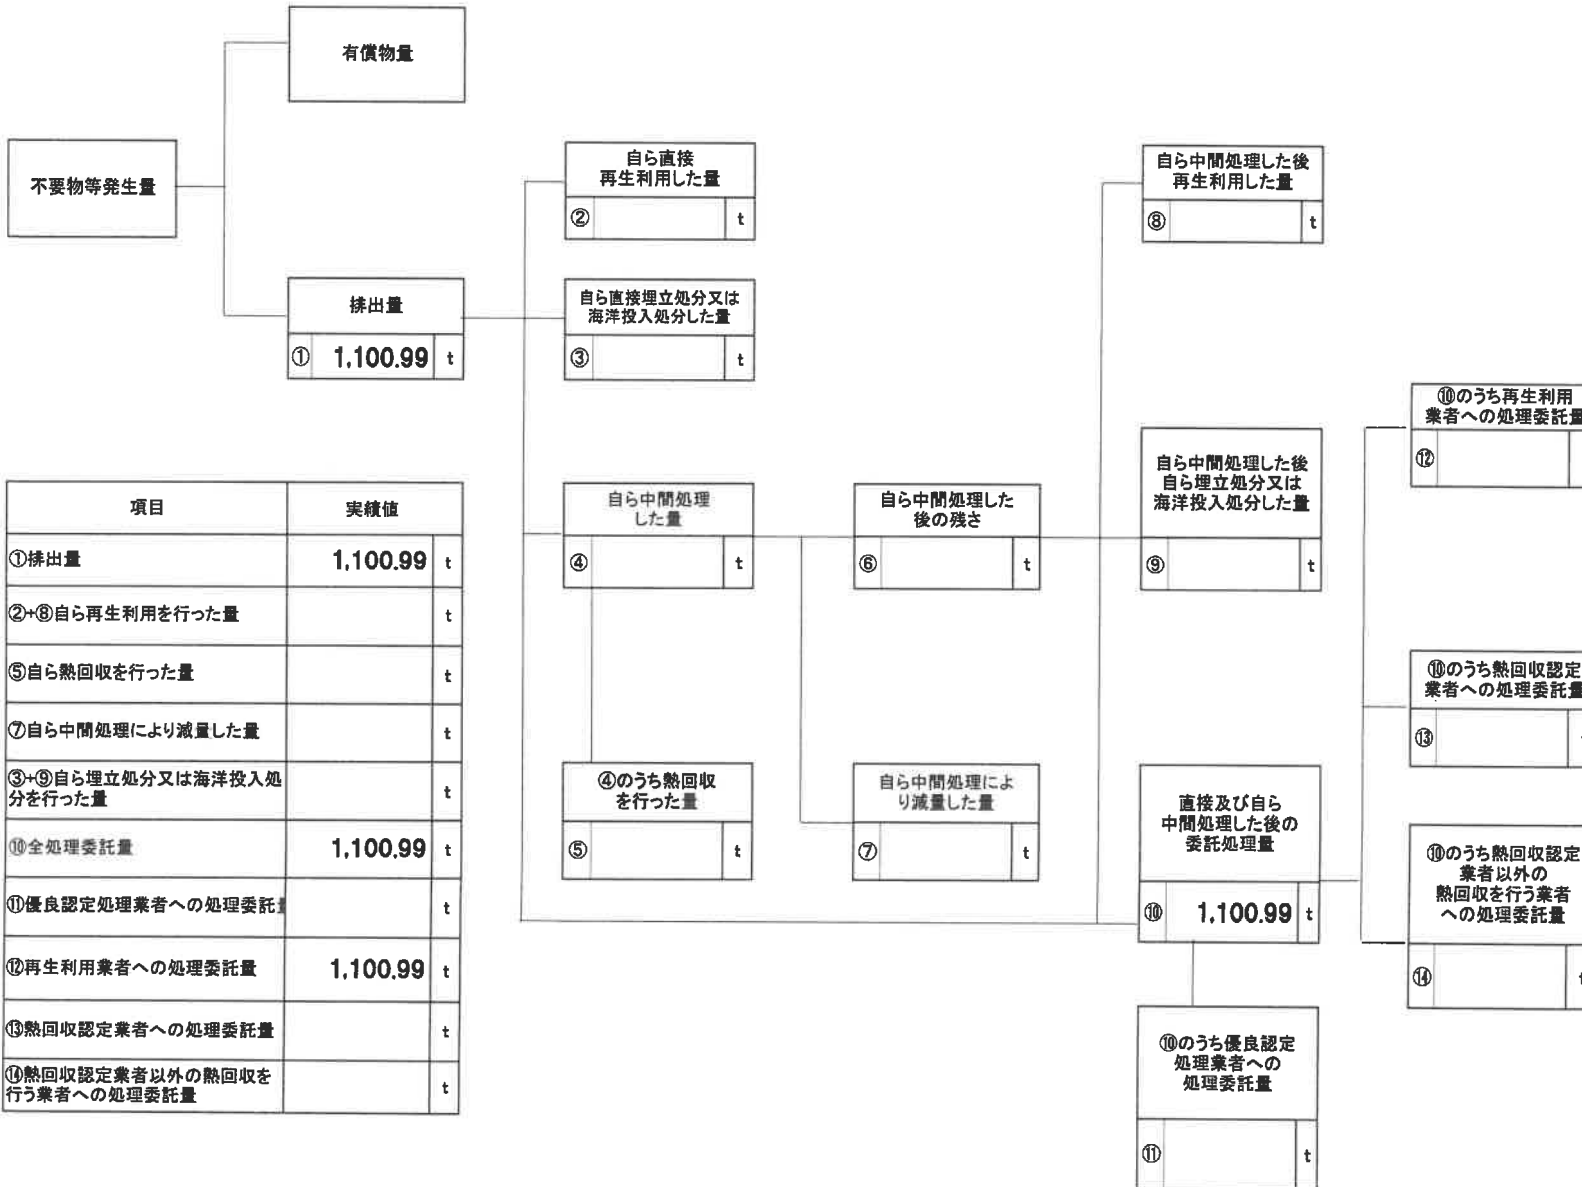 有償物量
不要物等発生量
排出量
① 1,100.99 t
自ら直接
再生利用した量
② t
自ら直接埋立処分又は
海洋投入処分した量
③ t
自ら中間処理
した量
④ t
④のうち熱回収
を行った量
⑤ t
自ら中間処理した
後の残さ
⑥ t
自ら中間処理によ
り減量した量
⑦ t
自ら中間処理した後
再生利用した量
⑧ t
自ら中間処理した後
自ら埋立処分又は
海洋投入処分した量
⑨ t
直接及び自ら
中間処理した後の
委託処理量
⑩ 1,100.99 t
⑩のうち優良認定
処理業者への
処理委託量
⑪ t
⑩のうち再生利用
業者への処理委託量
⑫
⑩のうち熱回収認定
業者への処理委託量
⑬
⑩のうち熱回収認定
業者以外の
熱回収を行う業者
への処理委託量
⑭ t
項目 実績値
①排出量 1,100.99 t
②+⑧自ら再生利用を行った量 t
⑤自ら熱回収を行った量 t
⑦自ら中間処理により減量した量 t
③+⑨自ら埋立処分又は海洋投入処
分を行った量 t
⑩全処理委託量 1,100.99 t
⑪優良認定処理業者への処理委託 t
⑫再生利用業者への処理委託量 1,100.99 t
⑬熱回収認定業者への処理委託量 t
⑭熱回収認定業者以外の熱回収を
行う業者への処理委託量 t